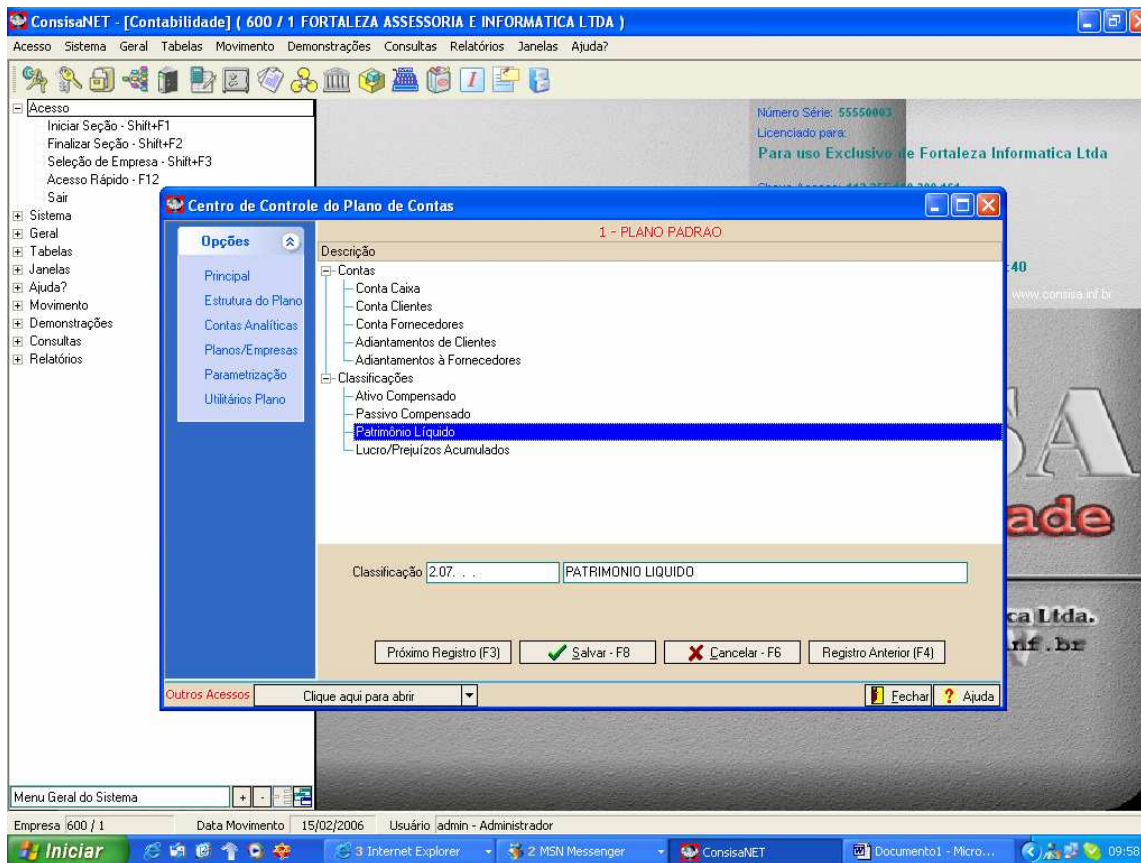 ConsisaNET - [Contabilidade] ( 600 / 1 FORTALEZA ASSESSORIA E INFORMATICA LTDA )
Acesso Sistema Geral Tabelas Movimento Demonstrações Consultas Relatórios Janelas Ajuda?
Acesso
Iniciar Seção - Shift+F1
Finalizar Seção - Shift+F2
Seleção de Empresa - Shift+F3
Acesso Rápido - F12
Sair
Sistema
Geral
Tabelas
Janelas
Ajuda?
Movimento
Demonstrações
Consultas
Relatórios
Número Série: 55550003
Licenciado para:
Para uso Exclusivo de Fortaleza Informatica Ltda
:40
www.consisa.inf.br
SA
ade
ca Ltda.
inf.br
Centro de Controle do Plano de Contas
Opções
Principal
Estrutura do Plano
Contas Analíticas
Planos/Empresas
Parametrização
Utilitários Plano
1 - PLANO PADRAO
Descrição
Contas
Conta Caixa
Conta Clientes
Conta Fornecedores
Adiantamentos de Clientes
Adiantamentos à Fornecedores
Classificações
Ativo Compensado
Passivo Compensado
Patrimônio Líquido
Lucro/Prejuízos Acumulados
Classificação 2.07. . . PATRIMONIO LIQUIDO
Próximo Registro (F3) Salvar - F8 Cancelar - F6 Registro Anterior (F4)
Outros Acessos Clique aqui para abrir Fechar Ajuda
Menu Geral do Sistema + -
Empresa 600 / 1 Data Movimento 15/02/2006 Usuário admin - Administrador
Iniciar 3 Internet Explorer 2 MSN Messenger ConsisaNET Documento1 - Micro... 09:58